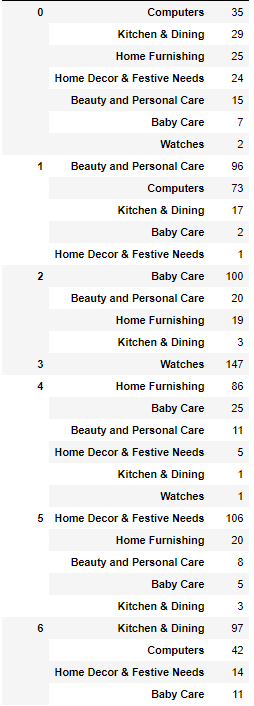 0 Computers 35
Kitchen & Dining 29
Home Furnishing 25
Home Decor & Festive Needs 24
Beauty and Personal Care 15
Baby Care 7
Watches 2
1 Beauty and Personal Care 96
Computers 73
Kitchen & Dining 17
Baby Care 2
Home Decor & Festive Needs 1
2 Baby Care 100
Beauty and Personal Care 20
Home Furnishing 19
Kitchen & Dining 3
3 Watches 147
4 Home Furnishing 86
Baby Care 25
Beauty and Personal Care 11
Home Decor & Festive Needs 5
Kitchen & Dining 1
Watches 1
5 Home Decor & Festive Needs 106
Home Furnishing 20
Beauty and Personal Care 8
Baby Care 5
Kitchen & Dining 3
6 Kitchen & Dining 97
Computers 42
Home Decor & Festive Needs 14
Baby Care 11